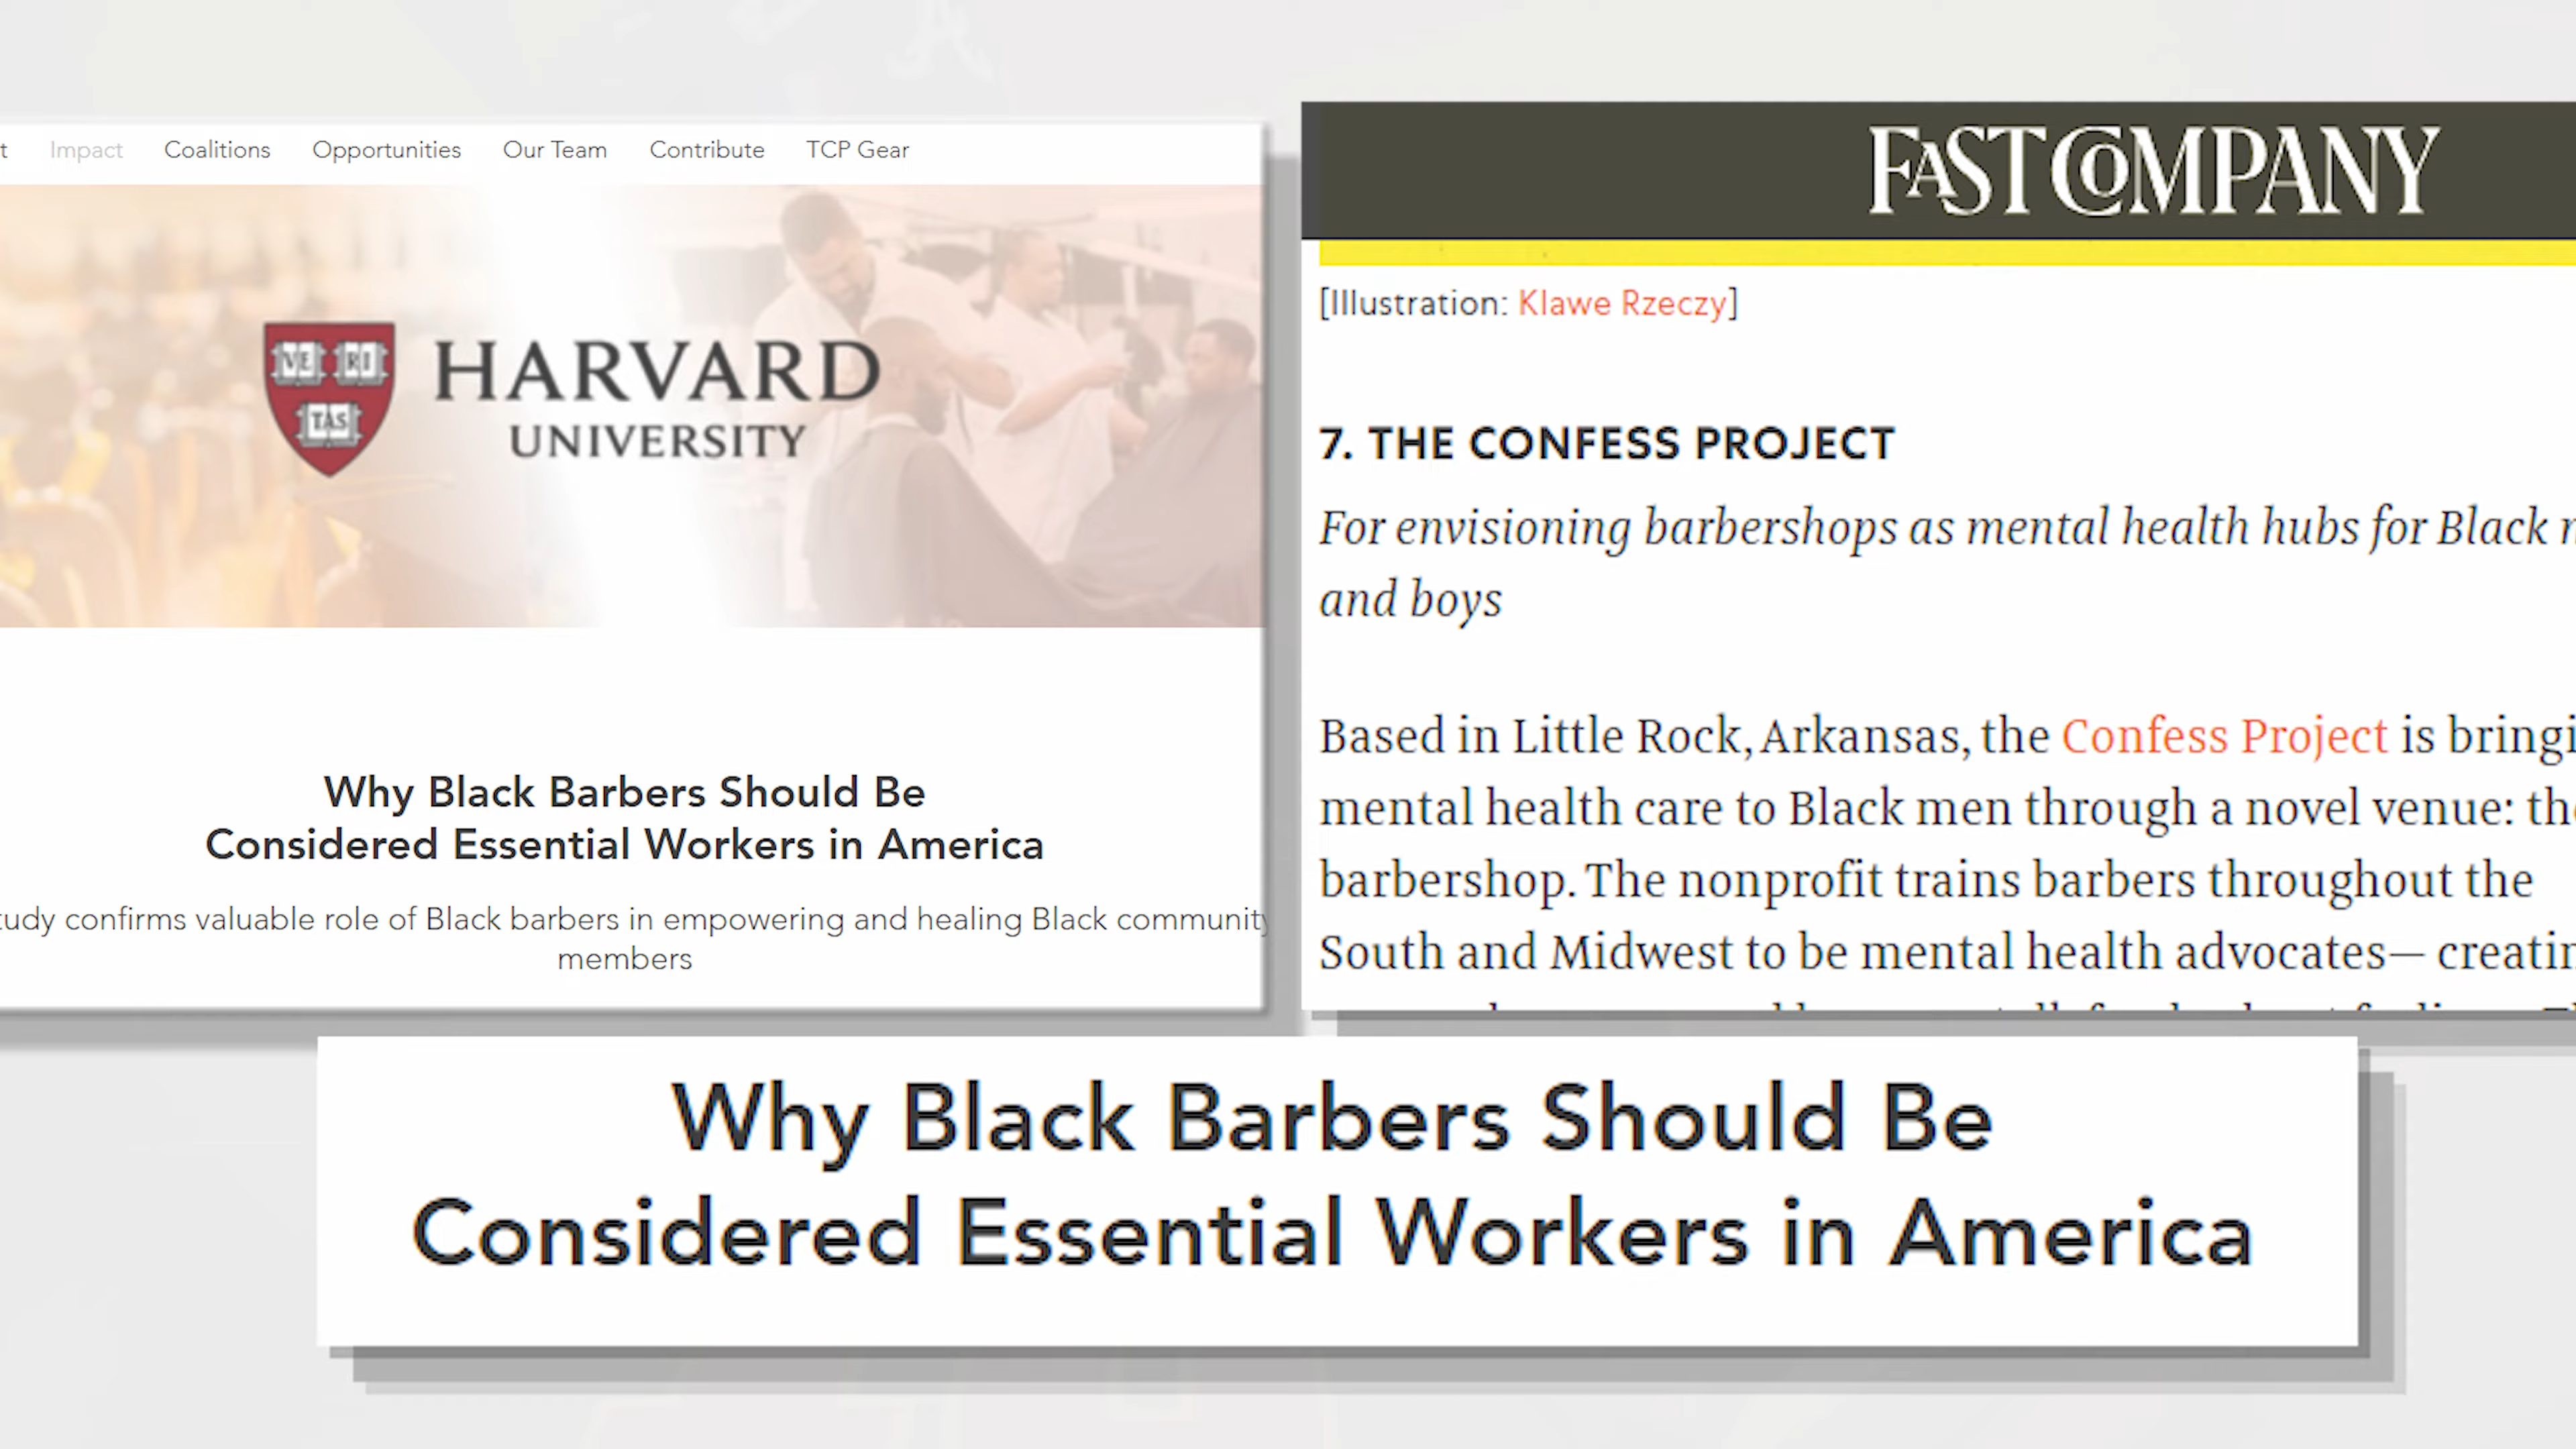 Impact Coalitions Opportunities Our Team Contribute TCP Gear
VE RI
TAS
HARVARD
UNIVERSITY
Why Black Barbers Should Be
Considered Essential Workers in America
confirms valuable role of Black barbers in empowering and healing Black community
members
FAST COMPANY
[Illustration: Klawe Rzeczy]
7. THE CONFESS PROJECT
For envisioning barbershops as mental health hubs for Black
and boys
Based in Little Rock, Arkansas, the Confess Project is
mental health care to Black men through a novel venue:
barbershop. The nonprofit trains barbers throughout the
South and Midwest to be mental health advocates—
Why Black Barbers Should Be
Considered Essential Workers in America